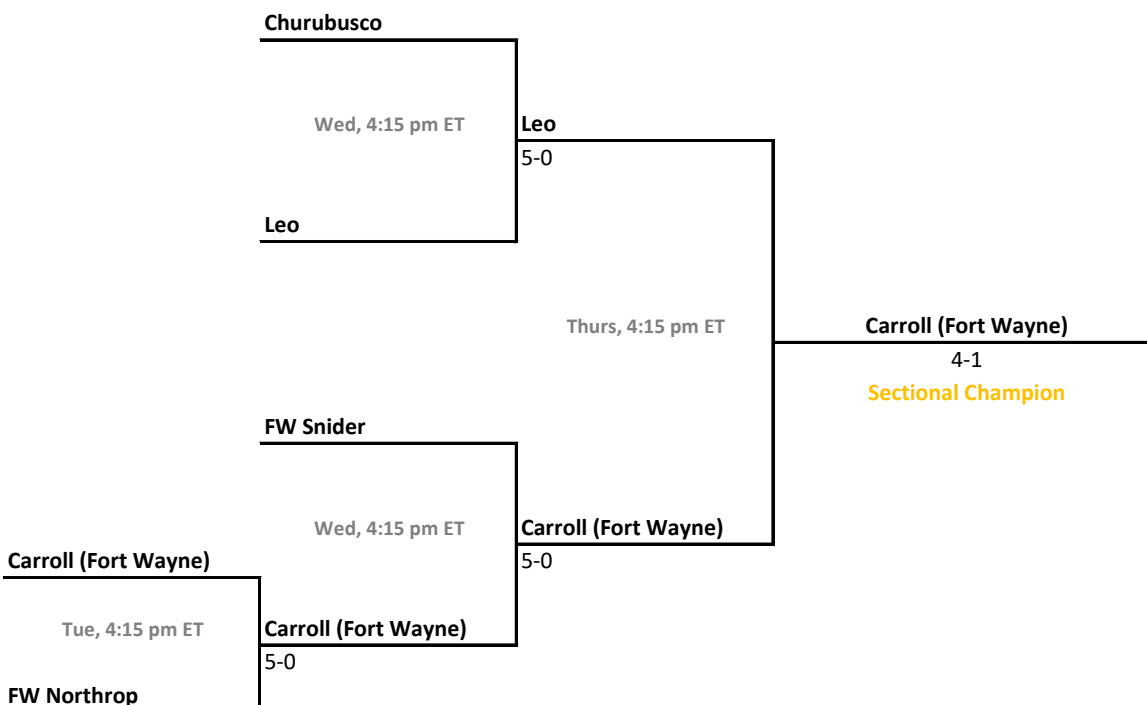 Churubusco
Wed, 4:15 pm ET
Leo
5-0
Leo
Thurs, 4:15 pm ET
Carroll (Fort Wayne)
4-1
Sectional Champion
FW Snider
Wed, 4:15 pm ET
Carroll (Fort Wayne)
5-0
Carroll (Fort Wayne)
Tue, 4:15 pm ET
Carroll (Fort Wayne)
5-0
FW Northrop